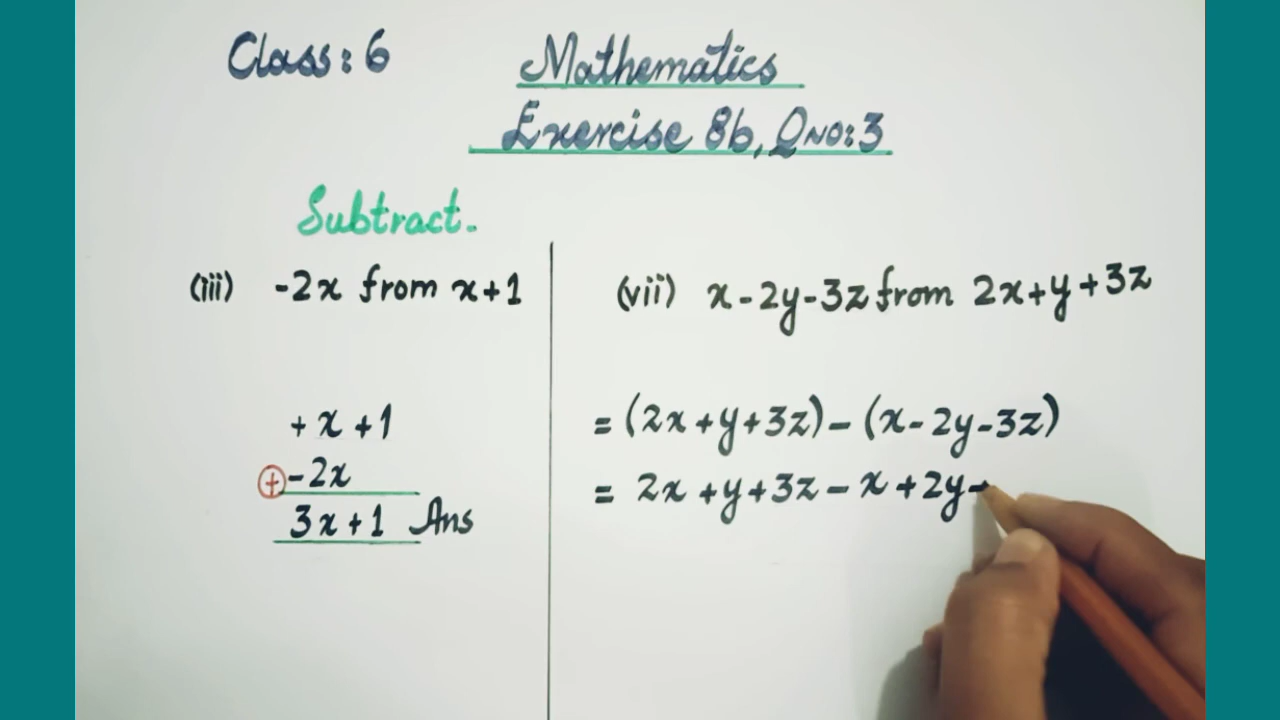 Class: 6
Mathematics
Exercise 8b, Qno: 3
Subtract.
(iii) -2x from x+1
+x+1
+ -2x
3x+1 Ans
(vii) x-2y-3z from 2x+y+3z
= (2x+y+3z)-(x-2y-3z)
= 2x+y+3z-x+2y